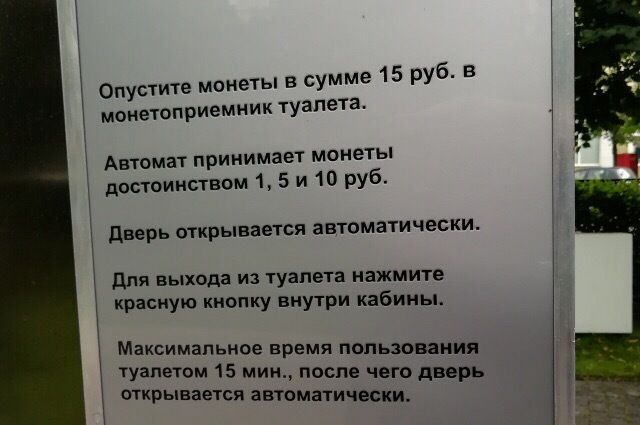 Опустите монеты в сумме 15 руб. в
монетоприемник туалета.
Автомат принимает монеты
достоинством 1, 5 и 10 руб.
Дверь открывается автоматически.
Для выхода из туалета нажмите
красную кнопку внутри кабины.
Максимальное время пользования
туалетом 15 мин., после чего дверь
открывается автоматически.